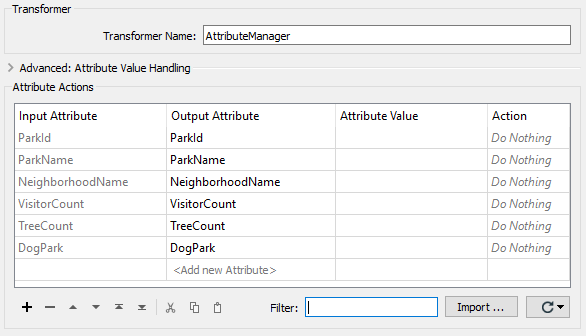 Transformer
Transformer Name: AttributeManager
Advanced: Attribute Value Handling
Attribute Actions
Input Attribute Output Attribute Attribute Value Action
ParkId ParkId Do Nothing
ParkName ParkName Do Nothing
NeighborhoodName NeighborhoodName Do Nothing
VisitorCount VisitorCount Do Nothing
TreeCount TreeCount Do Nothing
DogPark DogPark Do Nothing
<Add new Attribute>
Filter: Import ...